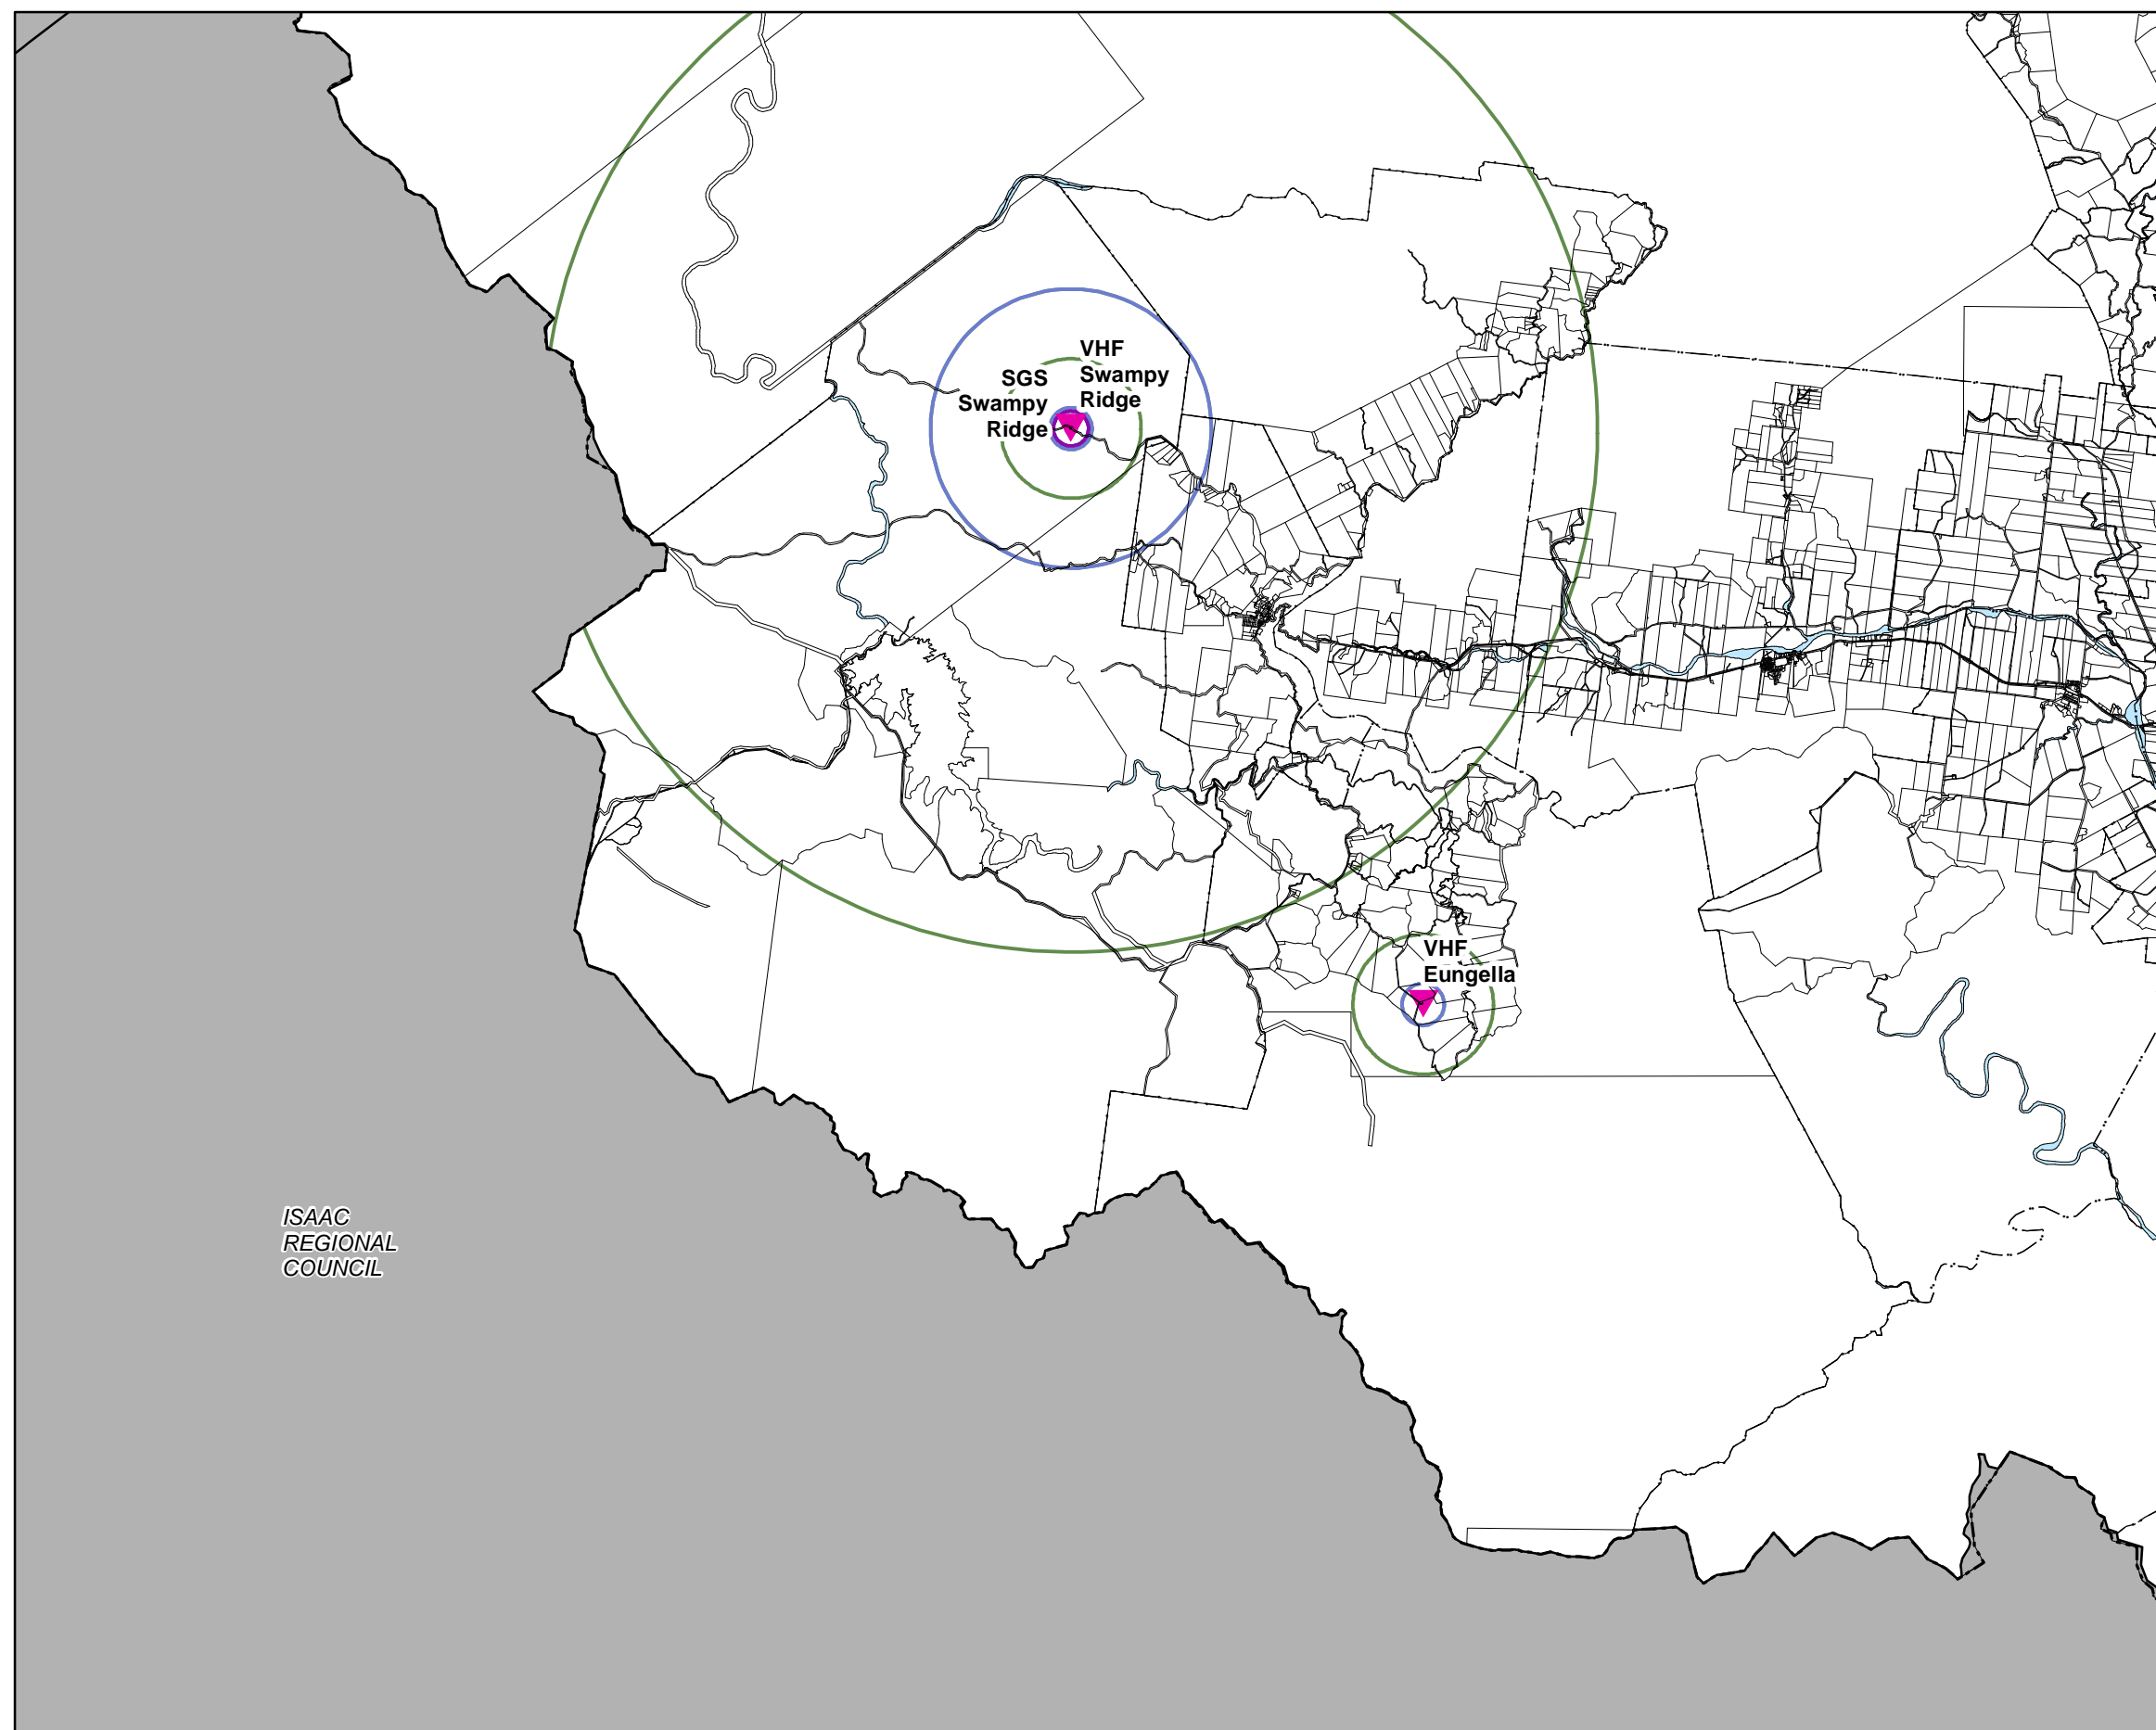 VHF
Swampy
Ridge
SGS
Swampy
Ridge
VHF
Eungella
ISAAC
REGIONAL
COUNCIL